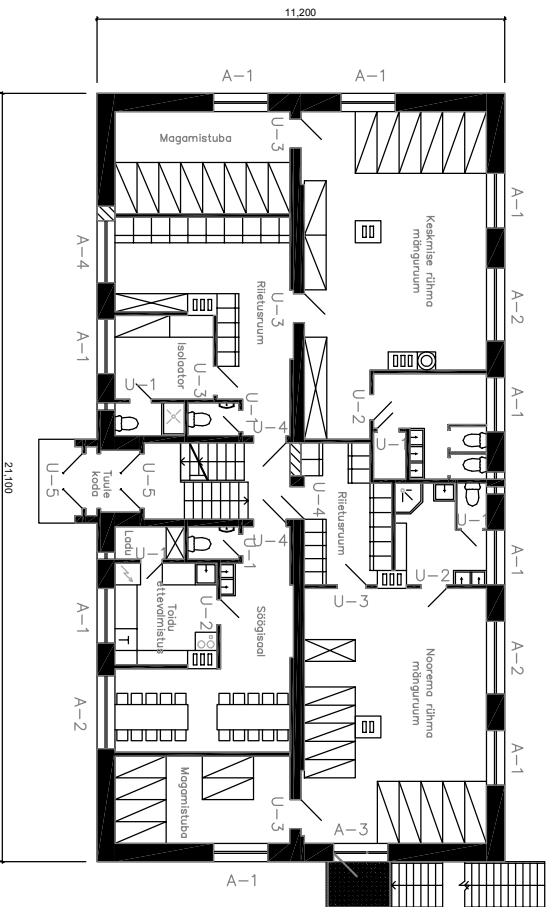 11,200
A-1
A-1
Magamistuba
U-3
A-1
Keskmise rühma
mänguruum
A-4
Riietusruum
U-3
A-2
A-1
Isolaator
U-3
U-1
U-1
U-4
U-2
U-1
A-1
21,100
U-5
Tuule
koda
U-5
U-4
Riietusruum
U-1
Ladu
U-1
U-4
U-1
U-2
A-1
U-3
A-1
Toidu
ettevalmistus
U-2
Söögisaal
Noorema rühma
mänguruum
A-2
A-2
A-1
Magamistuba
U-3
A-3
A-1